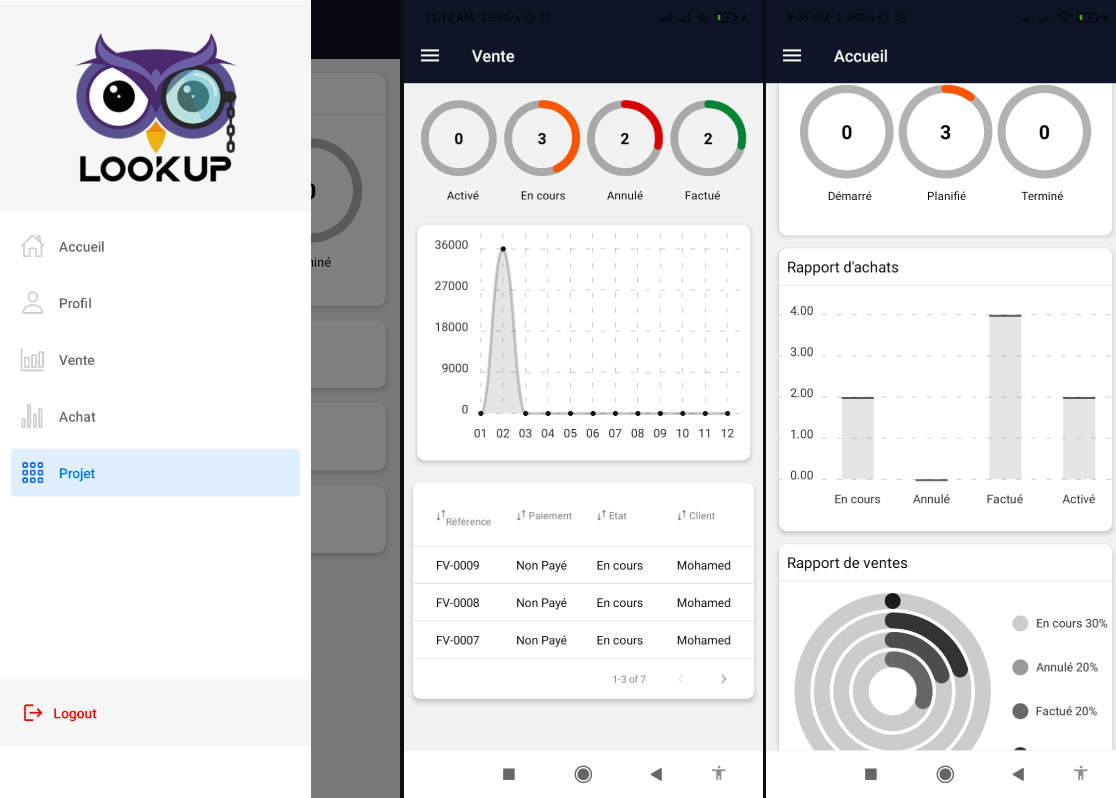 LOOKUP
Accueil
Profil
Vente
Achat
Projet
Logout
miné
11:13 AM 3.5KB/s
Vente
0 3 2 2
Activé En cours Annulé Factué
36000
27000
18000
9000
0
01 02 03 04 05 06 07 08 09 10 11 12
Référence Paiement Etat Client
FV-0009 Non Payé En cours Mohamed
FV-0008 Non Payé En cours Mohamed
FV-0007 Non Payé En cours Mohamed
1-3 of 7
9:45 AM 1.4KB/s
Accueil
0 3 0
Démarré Planifié Terminé
Rapport d'achats
4.00
3.00
2.00
1.00
0.00
En cours Annulé Factué Activé
Rapport de ventes
En cours 30%
Annulé 20%
Factué 20%